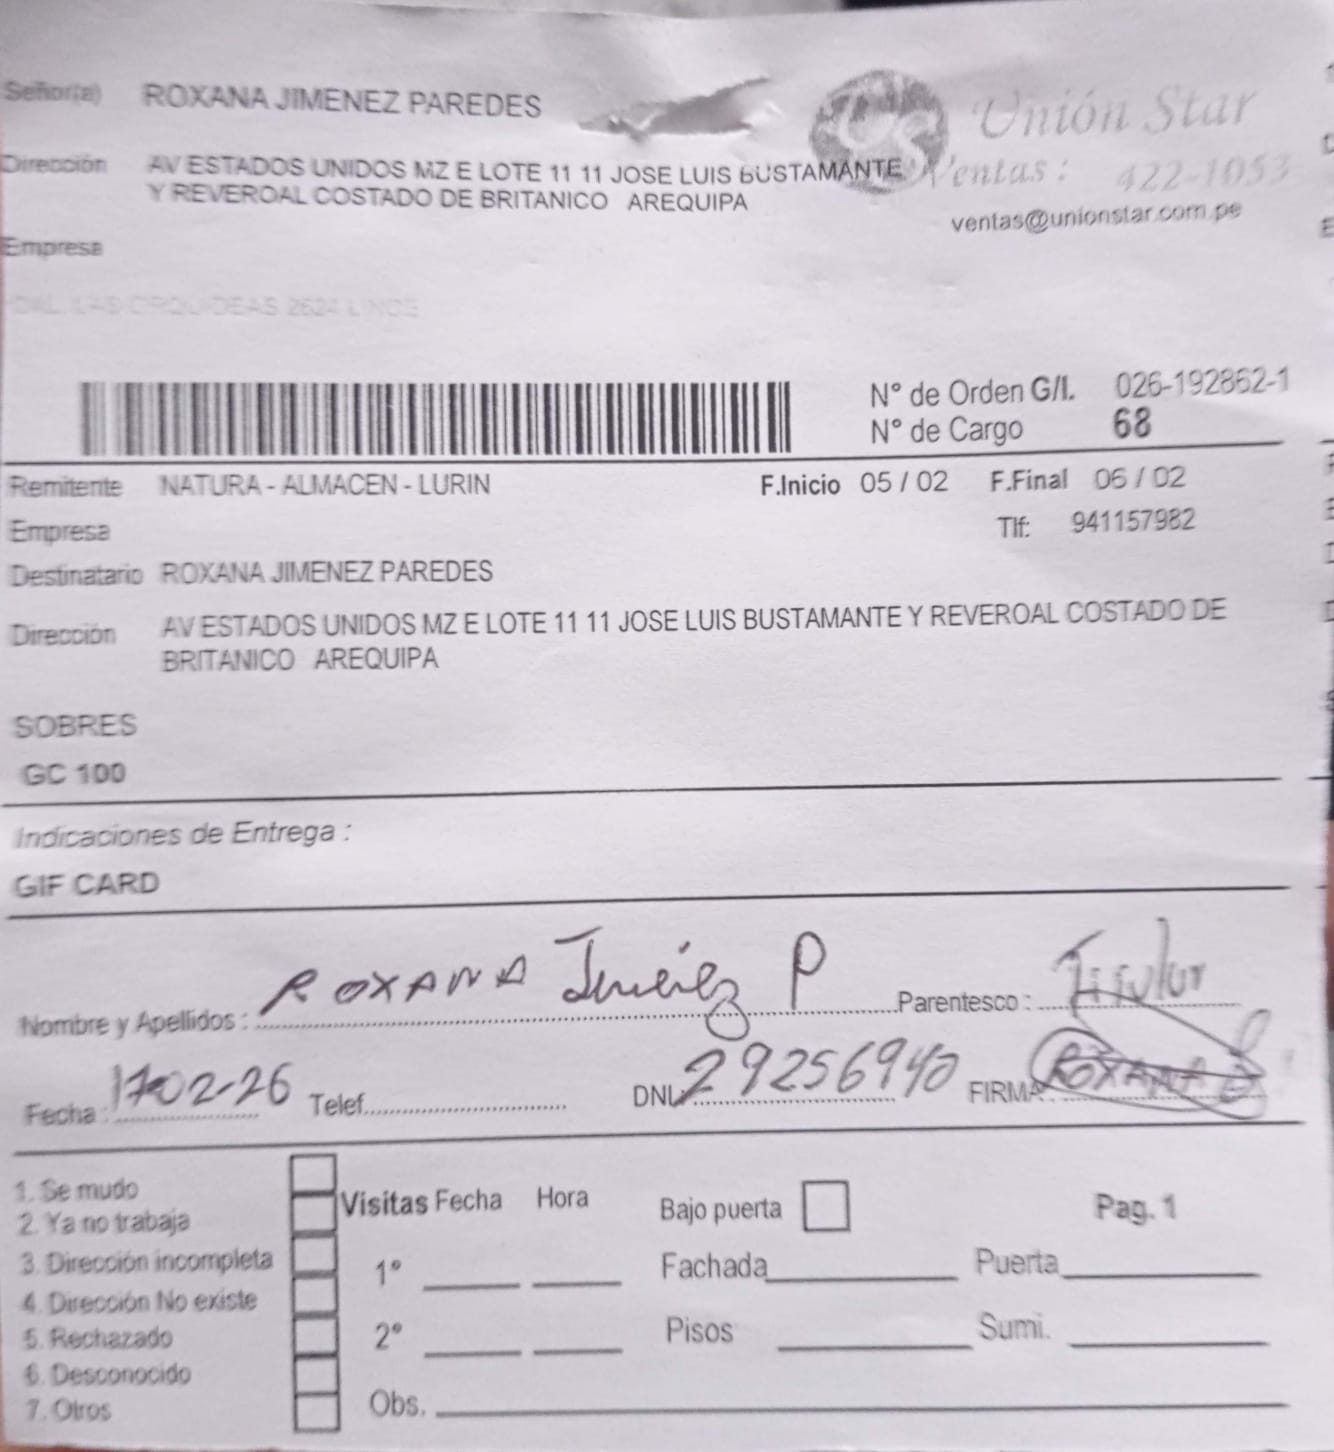 Señor(a) ROXANA JIMENEZ PAREDES
Unión Star
Dirección AV ESTADOS UNIDOS MZ E LOTE 11 11 JOSE LUIS BUSTAMANTE
Y REVEROAL COSTADO DE BRITANICO AREQUIPA
Ventas: 422-1053
ventas@unionstar.com.pe
Empresa
CAL. LAS ORQUIDEAS 2624 LINCE
N° de Orden G/I. 026-192862-1
N° de Cargo 68
Remitente NATURA - ALMACEN - LURIN F.Inicio 05 / 02 F.Final 06 / 02
Empresa Tlf: 941157982
Destinatario ROXANA JIMENEZ PAREDES
Dirección AV ESTADOS UNIDOS MZ E LOTE 11 11 JOSE LUIS BUSTAMANTE Y REVEROAL COSTADO DE
BRITANICO AREQUIPA
SOBRES
GC 100
Indicaciones de Entrega :
GIF CARD
Nombre y Apellidos : ROXANA Jiménez P Parentesco : Titular
Fecha : 17-02-26 Telef. DNI 29256940 FIRMA : ROXANA
1. Se mudo
2. Ya no trabaja
3. Dirección incompleta
4. Dirección No existe
5. Rechazado
6. Desconocido
7. Otros
Visitas Fecha Hora
1°
2°
Obs.
Bajo puerta
Fachada Puerta
Pisos Sumi.
Pag. 1